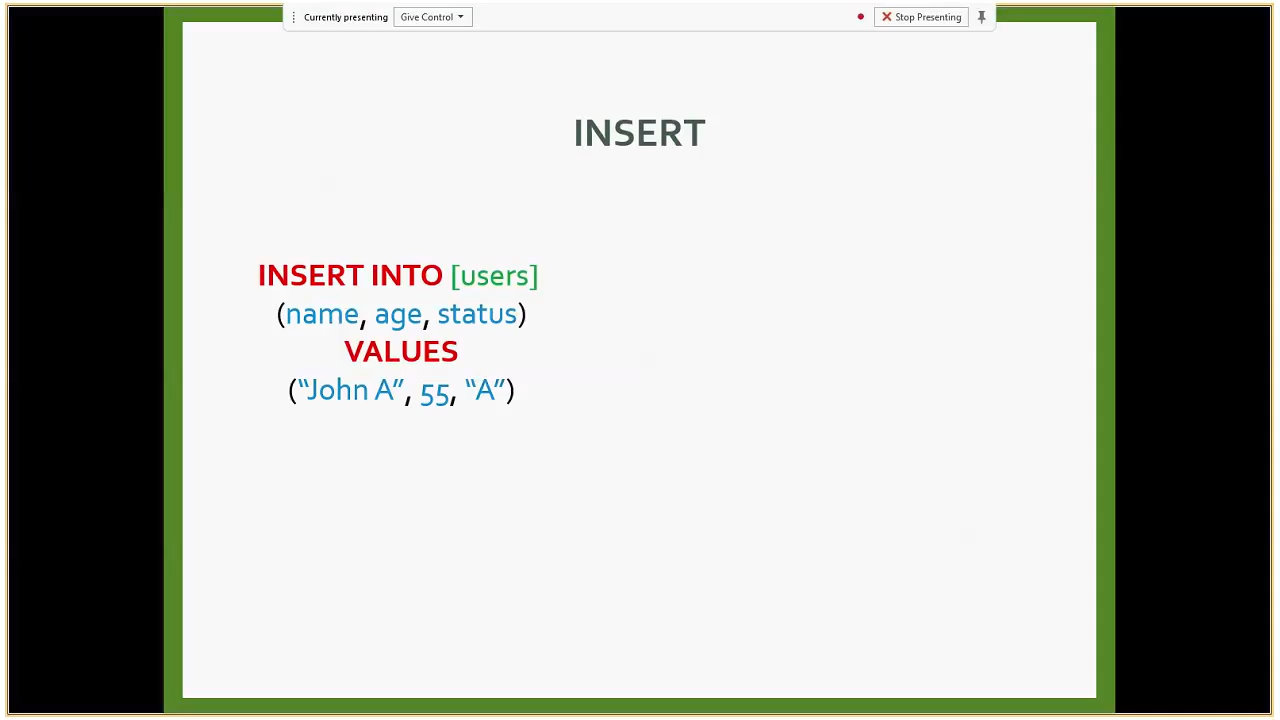 Currently presenting Give Control Stop Presenting
INSERT
INSERT INTO [users]
(name, age, status)
VALUES
(“John A”, 55, “A”)